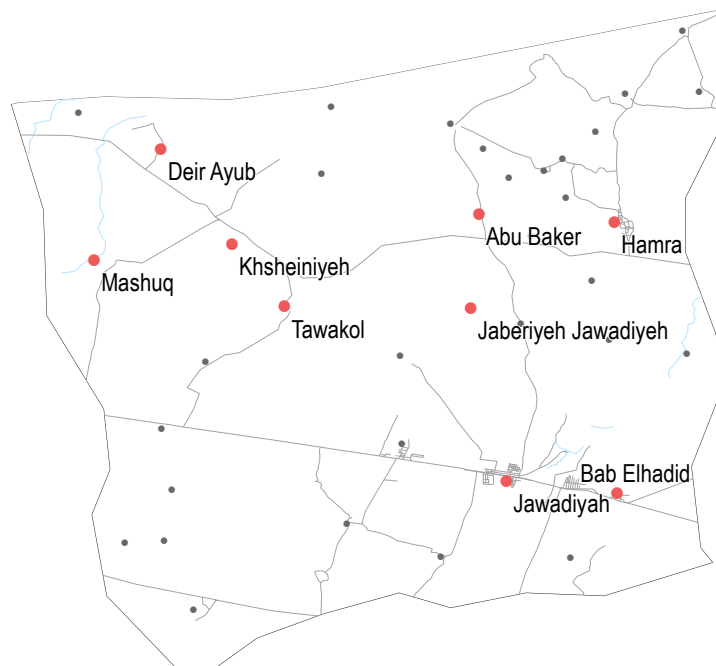 Deir Ayub
Abu Baker
Hamra
Khsheiniyeh
Mashuq
Tawakol
Jaberiyeh Jawadiyeh
Bab Elhadid
Jawadiyah